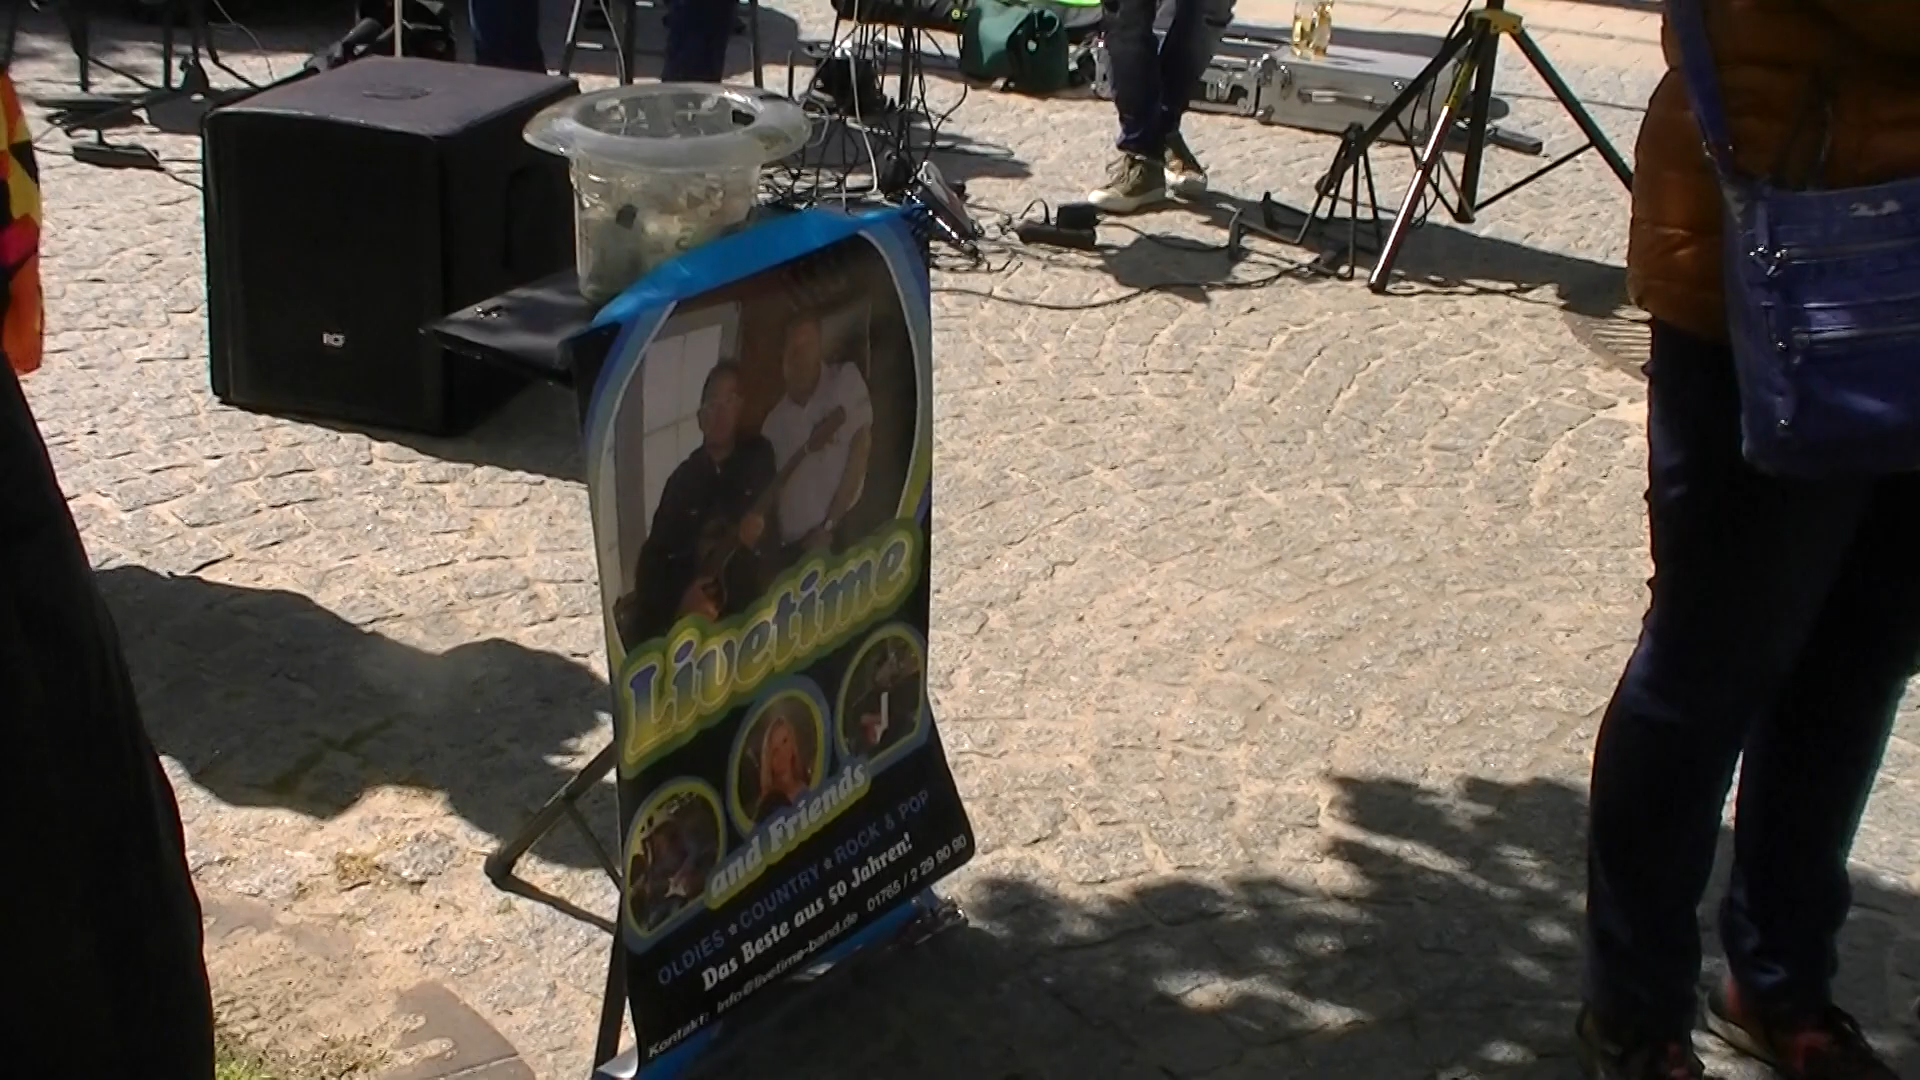 RCF
Livetime
and Friends
OLDIES * COUNTRY * ROCK & POP
Das Beste aus 50 Jahren!
Kontakt: info@livetime-band.de 01765 / 2 29 90 90